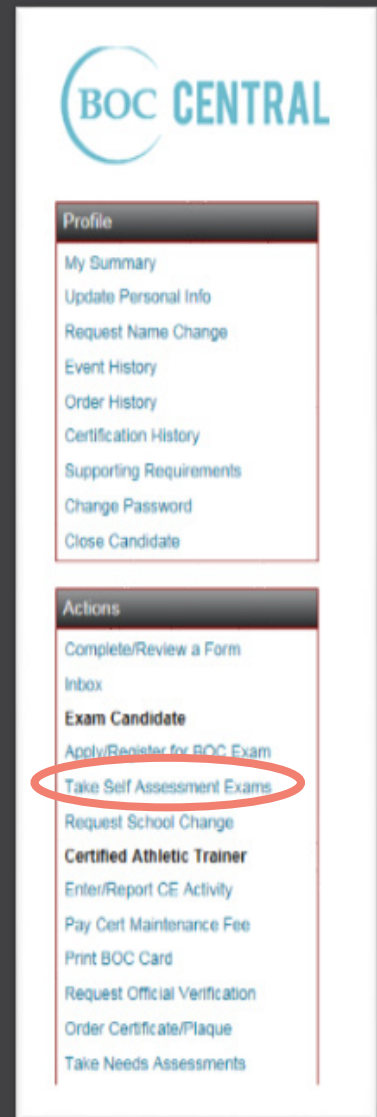 BOC CENTRAL
Profile
My Summary
Update Personal Info
Request Name Change
Event History
Order History
Certification History
Supporting Requirements
Change Password
Close Candidate
Actions
Complete/Review a Form
Inbox
Exam Candidate
Apply/Register for BOC Exam
Take Self Assessment Exams
Request School Change
Certified Athletic Trainer
Enter/Report CE Activity
Pay Cert Maintenance Fee
Print BOC Card
Request Official Verification
Order Certificate/Plaque
Take Needs Assessments